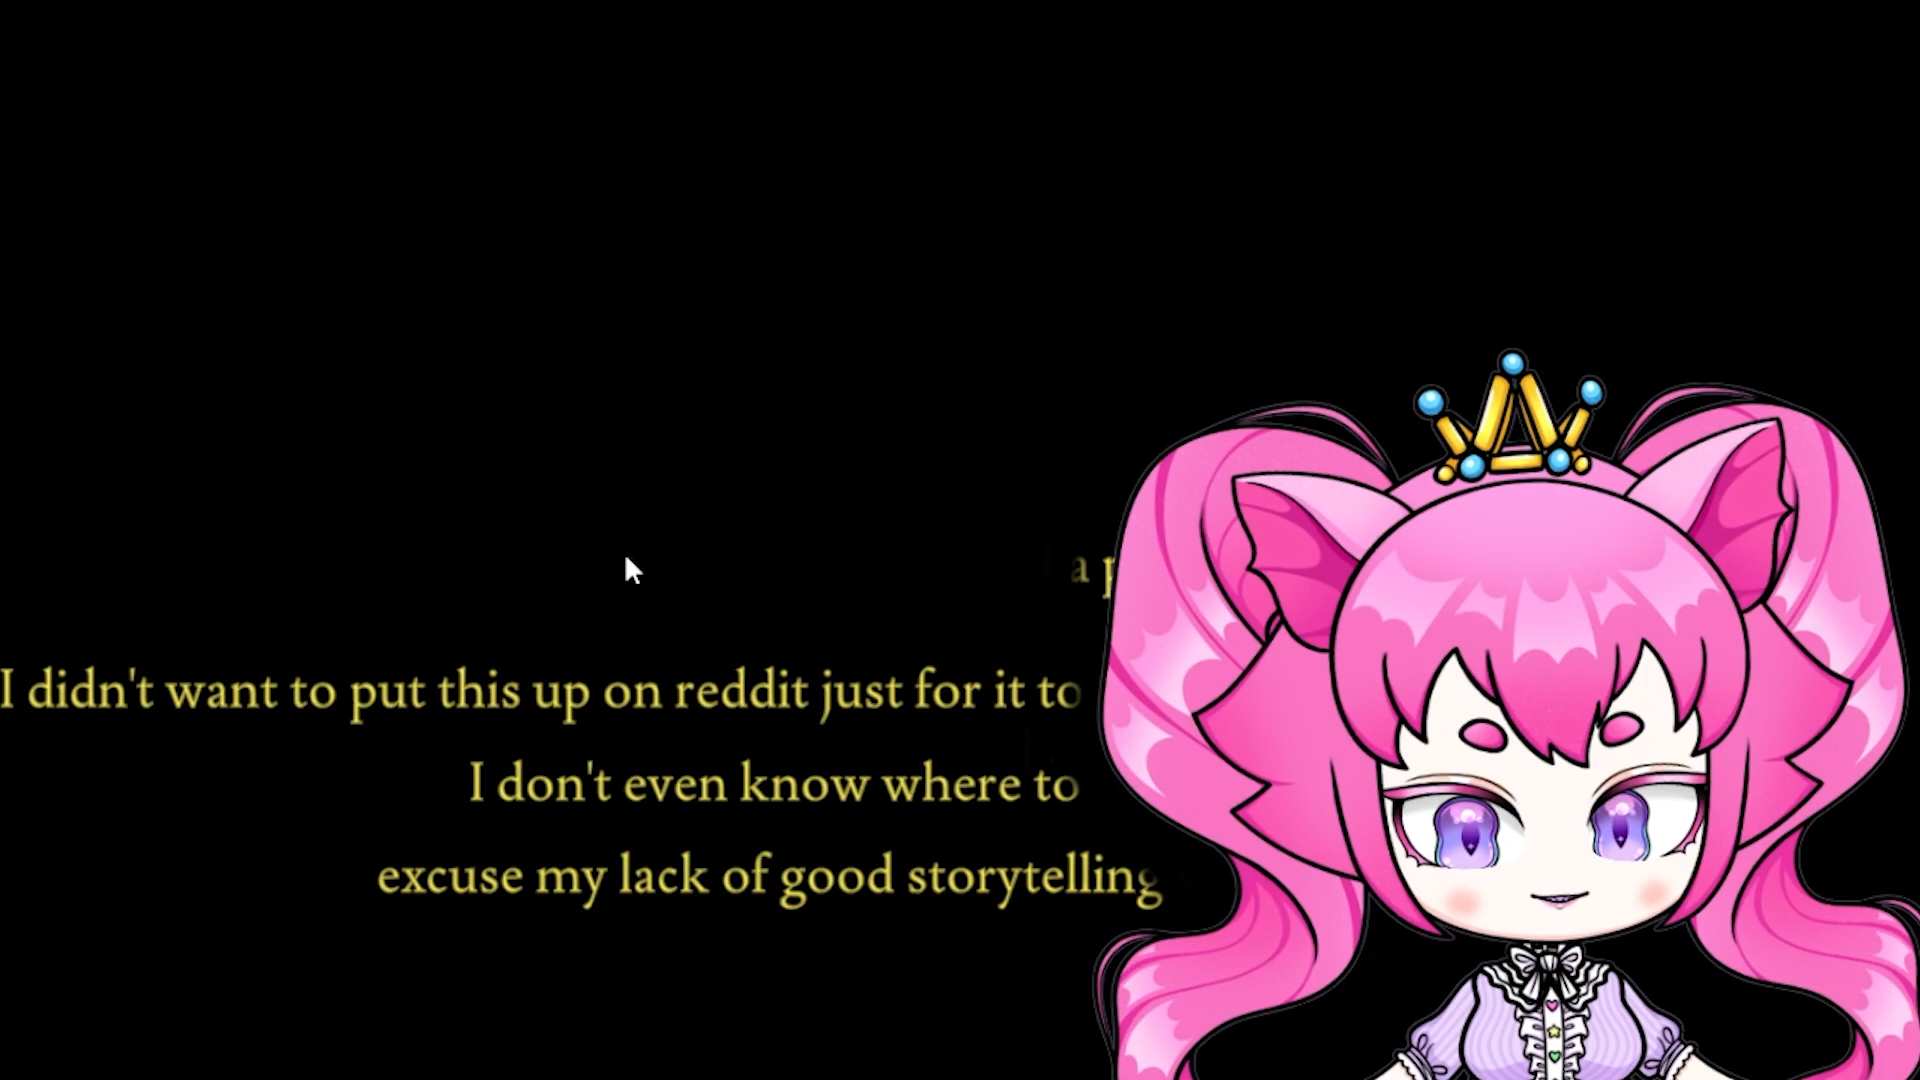 a
I didn't want to put this up on reddit just for it to
I don't even know where to
excuse my lack of good storytelling